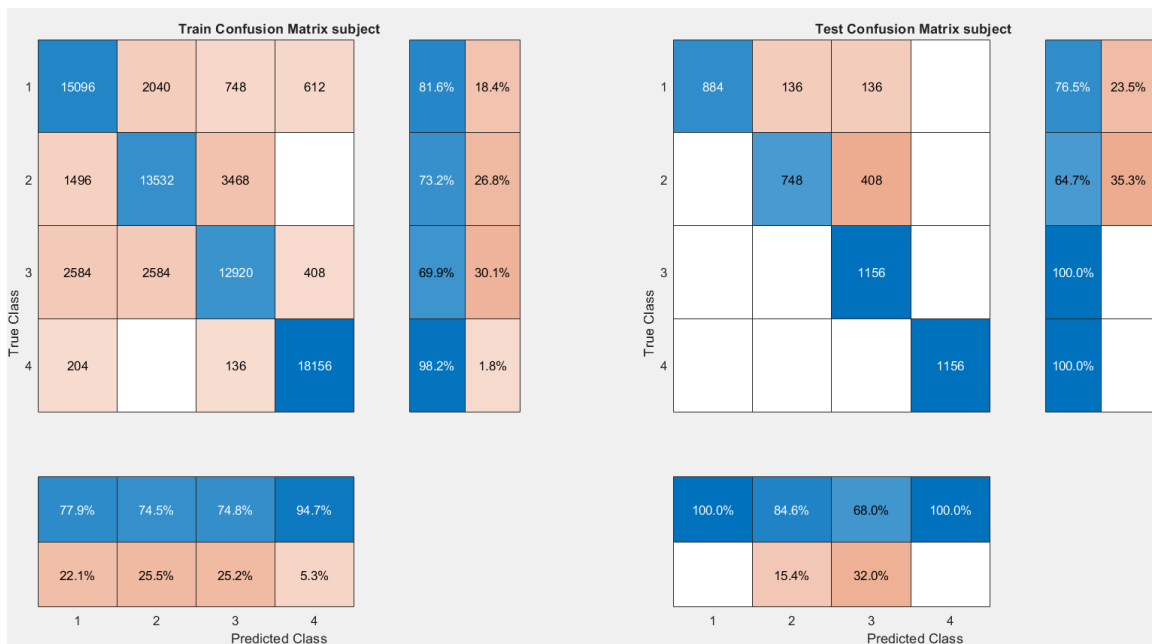 Train Confusion Matrix subject
1 15096 2040 748 612 81.6% 18.4%
2 1496 13532 3468 73.2% 26.8%
3 2584 2584 12920 408 69.9% 30.1%
4 204 136 18156 98.2% 1.8%
True Class
77.9% 74.5% 74.8% 94.7%
22.1% 25.5% 25.2% 5.3%
1 2 3 4
Predicted Class
Test Confusion Matrix subject
1 884 136 136 76.5% 23.5%
2 748 408 64.7% 35.3%
3 1156 100.0%
4 1156 100.0%
True Class
100.0% 84.6% 68.0% 100.0%
15.4% 32.0%
1 2 3 4
Predicted Class